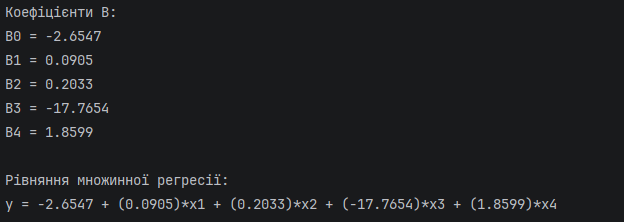 Коефіцієнти B:
B0 = -2.6547
B1 = 0.0905
B2 = 0.2033
B3 = -17.7654
B4 = 1.8599
Рівняння множинної регресії:
y = -2.6547 + (0.0905)*x1 + (0.2033)*x2 + (-17.7654)*x3 + (1.8599)*x4